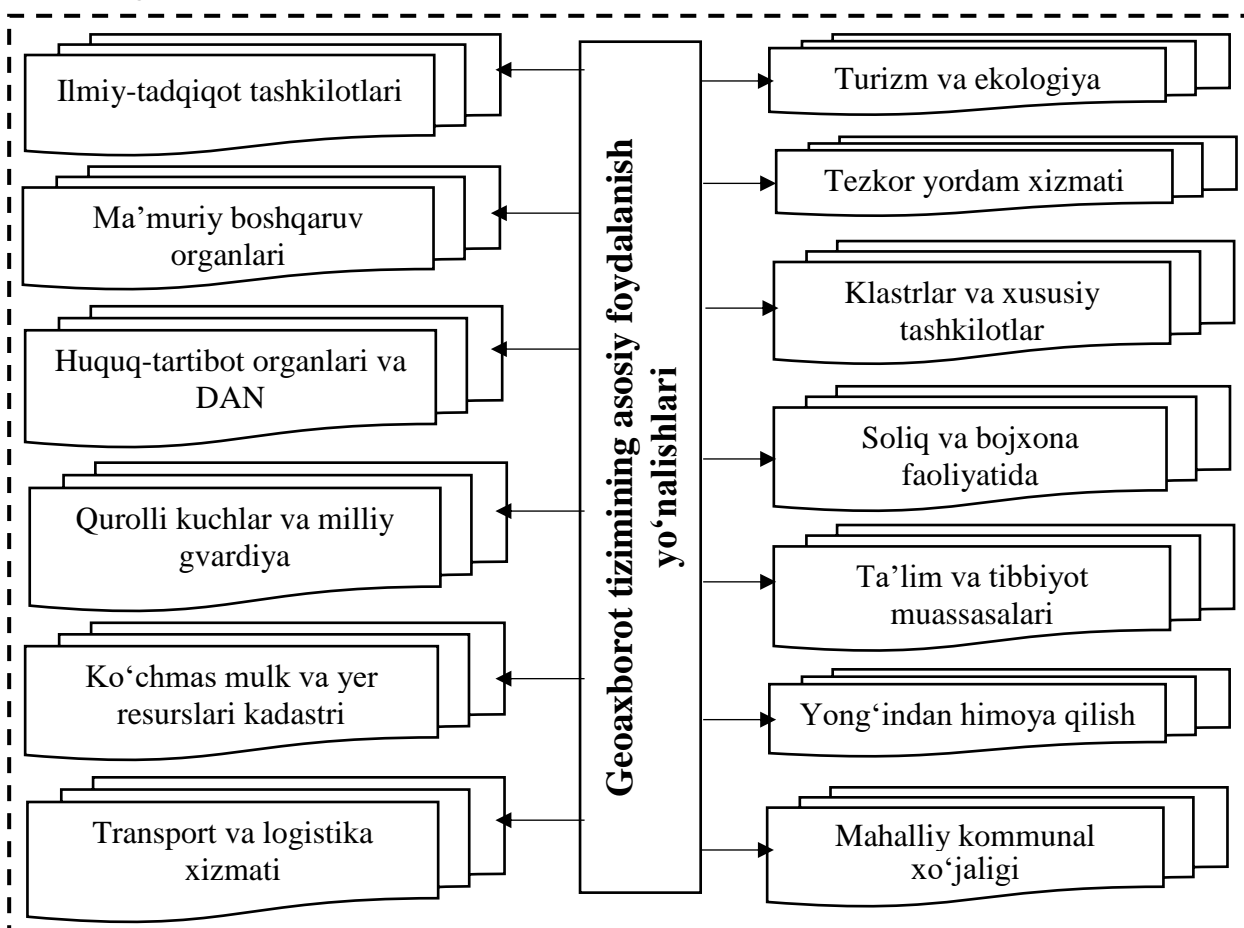 Ilmiy-tadqiqot tashkilotlari
Ma’muriy boshqaruv
organlari
Huquq-tartibot organlari va
DAN
Qurolli kuchlar va milliy
gvardiya
Ko‘chmas mulk va yer
resurslari kadastri
Transport va logistika
xizmati
Geoaxborot tizimining asosiy foydalanish
yo‘nalishlari
Turizm va ekologiya
Tezkor yordam xizmati
Klastrlar va xususiy
tashkilotlar
Soliq va bojxona
faoliyatida
Ta’lim va tibbiyot
muassasalari
Yong‘indan himoya qilish
Mahalliy kommunal
xo‘jaligi